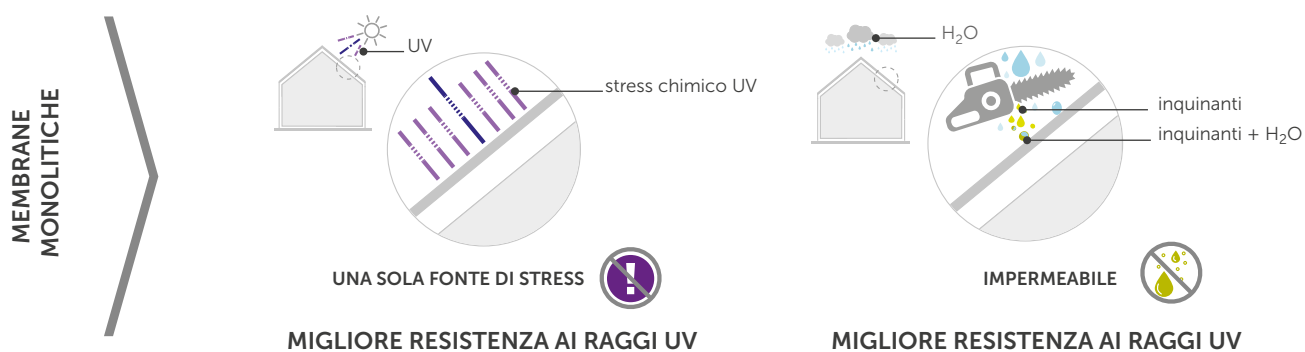 MEMBRANE
MONOLITICHE
UV
stress chimico UV
UNA SOLA FONTE DI STRESS
MIGLIORE RESISTENZA AI RAGGI UV
H₂O
inquinanti
inquinanti + H₂O
IMPERMEABILE
MIGLIORE RESISTENZA AI RAGGI UV